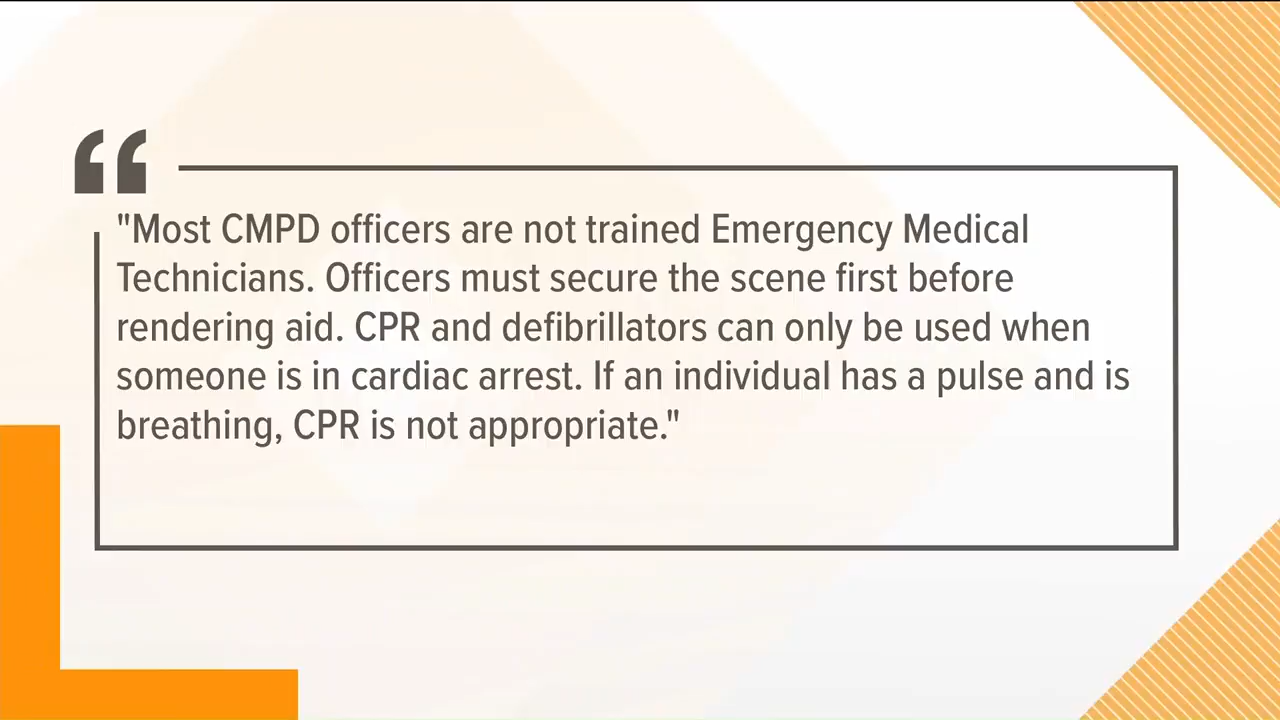 "Most CMPD officers are not trained Emergency Medical
Technicians. Officers must secure the scene first before
rendering aid. CPR and defibrillators can only be used when
someone is in cardiac arrest. If an individual has a pulse and is
breathing, CPR is not appropriate."